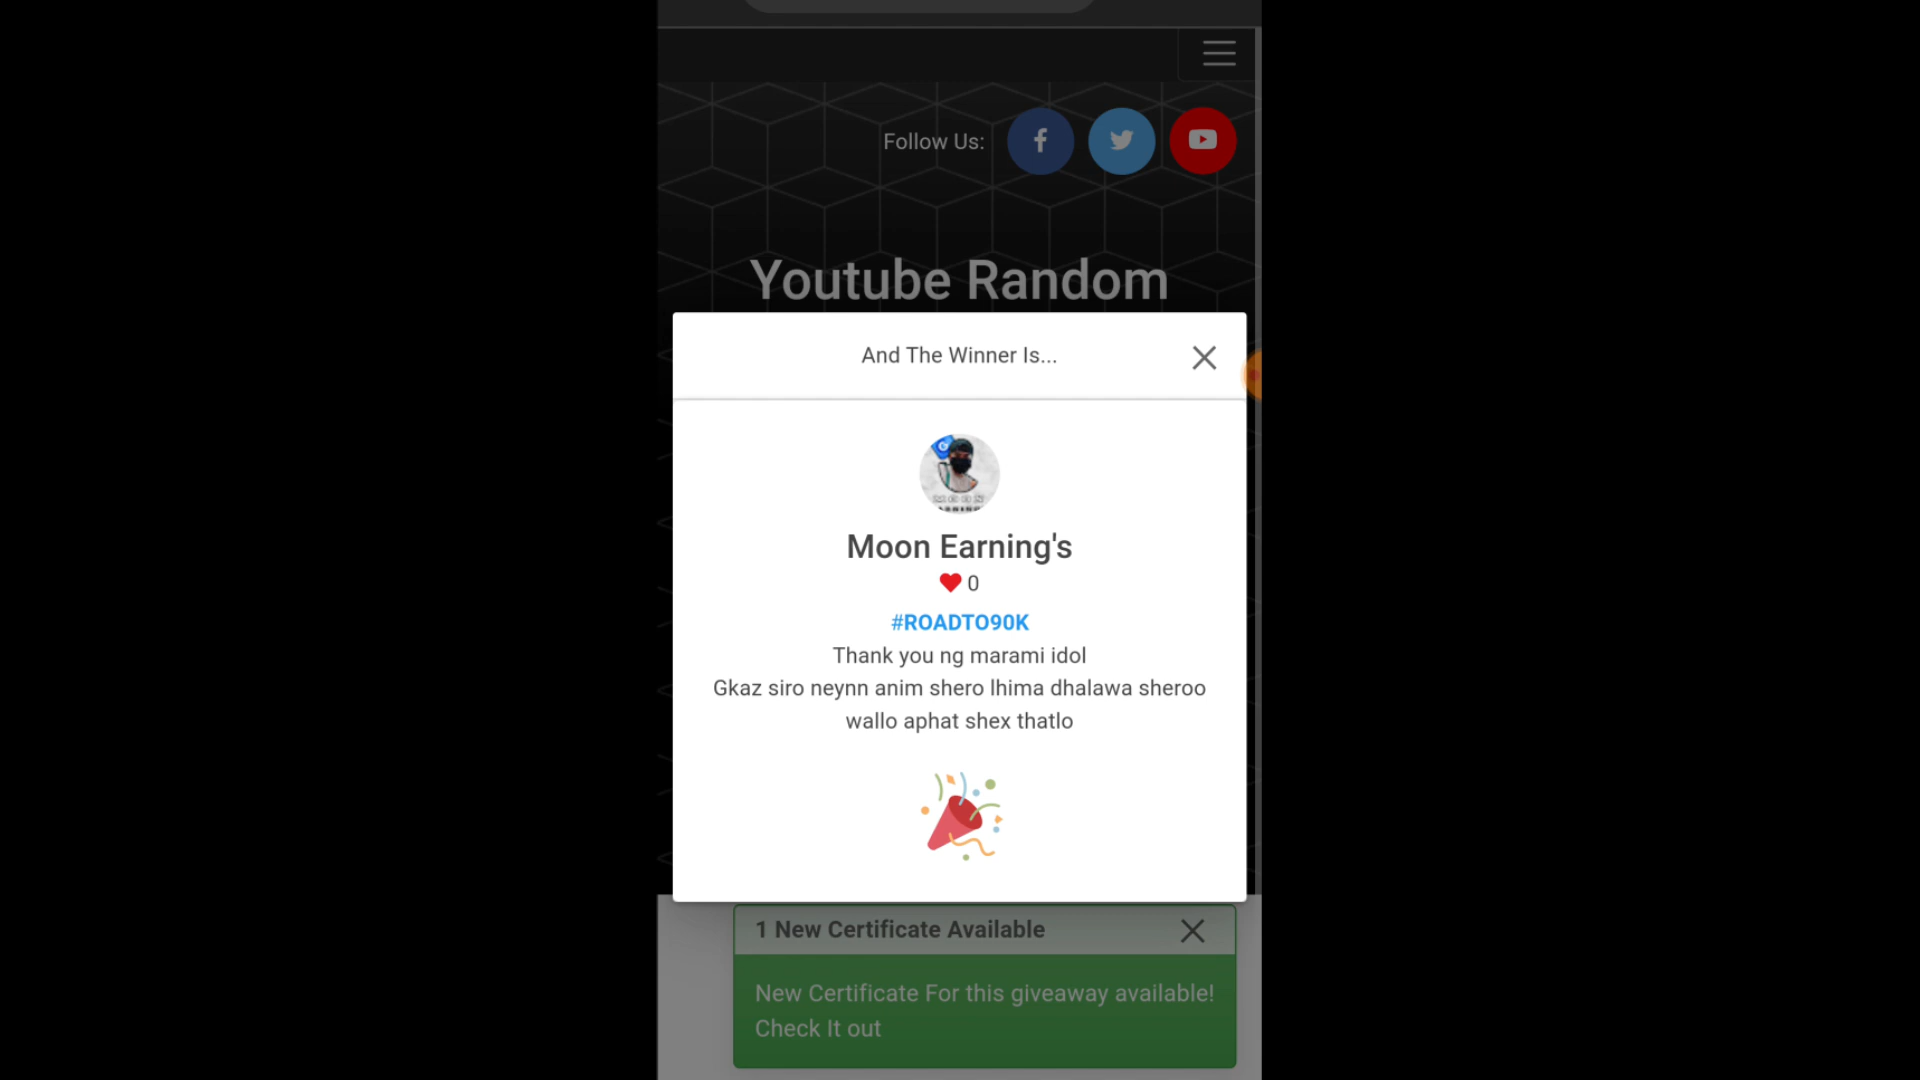 Follow Us:
Youtube Random
And The Winner Is...
Moon Earning's
0
#ROADTO90K
Thank you ng marami idol
Gkaz siro neynn anim shero lhima dhalawa sheroo
wallo aphat shex thatlo
1 New Certificate Available
New Certificate For this giveaway available!
Check It out